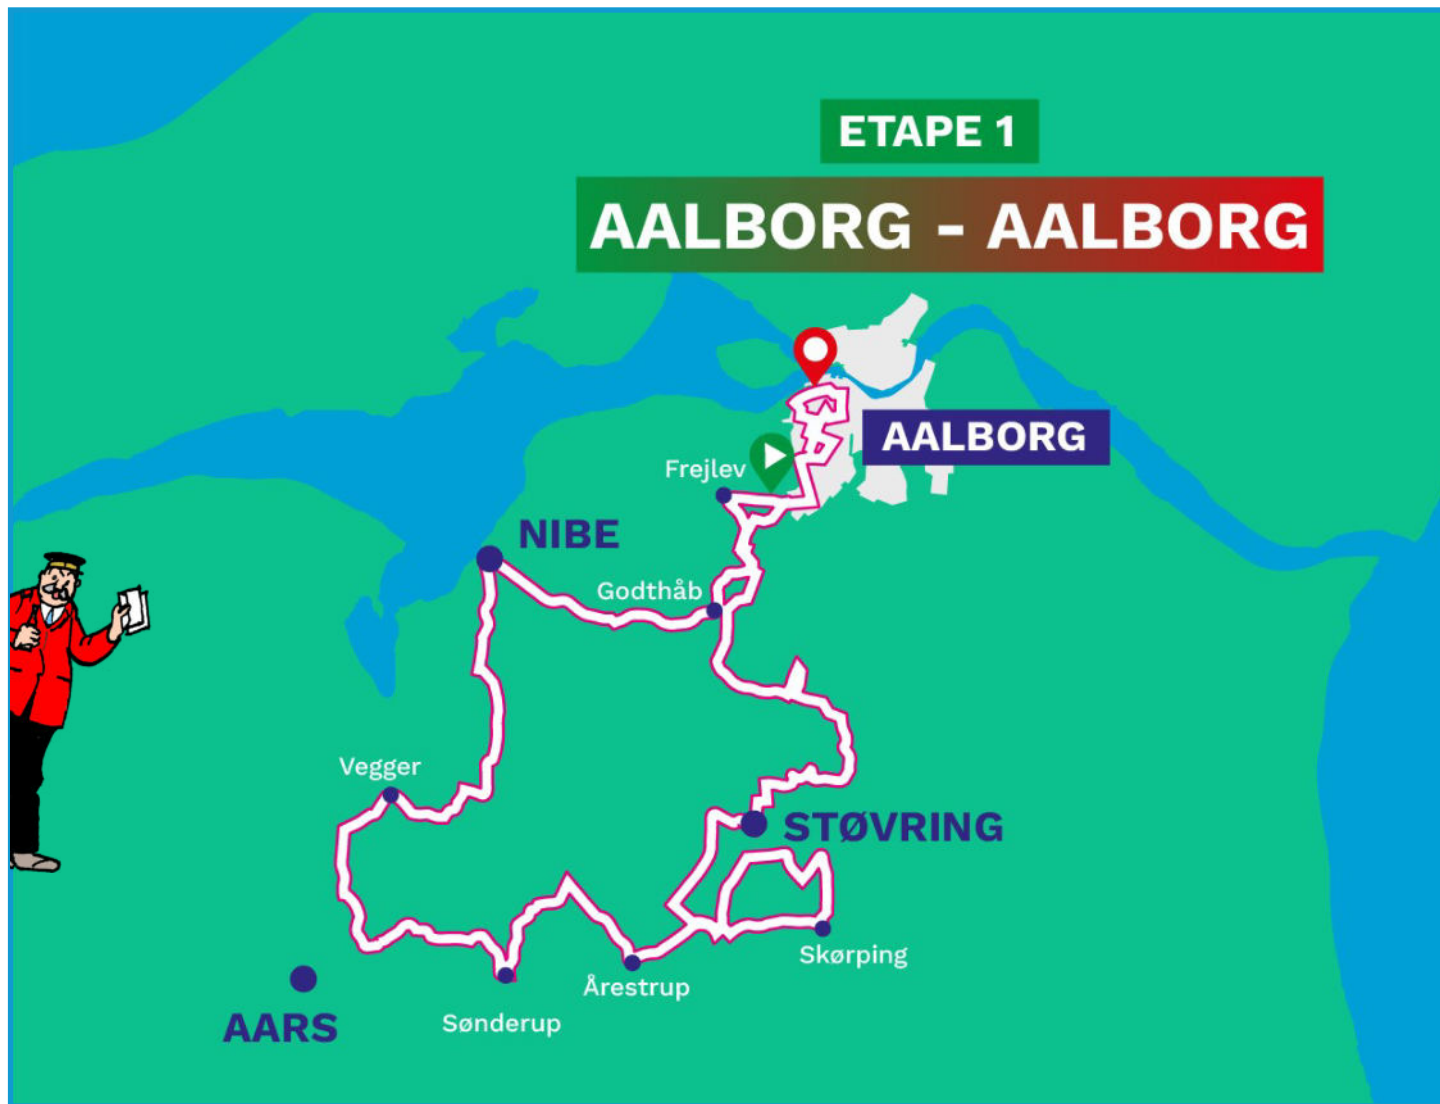 ETAPE 1
AALBORG - AALBORG
AALBORG
Frejlev
NIBE
Godthåb
Vegger
STØVRING
Skørping
Årestrup
Sønderup
AARS